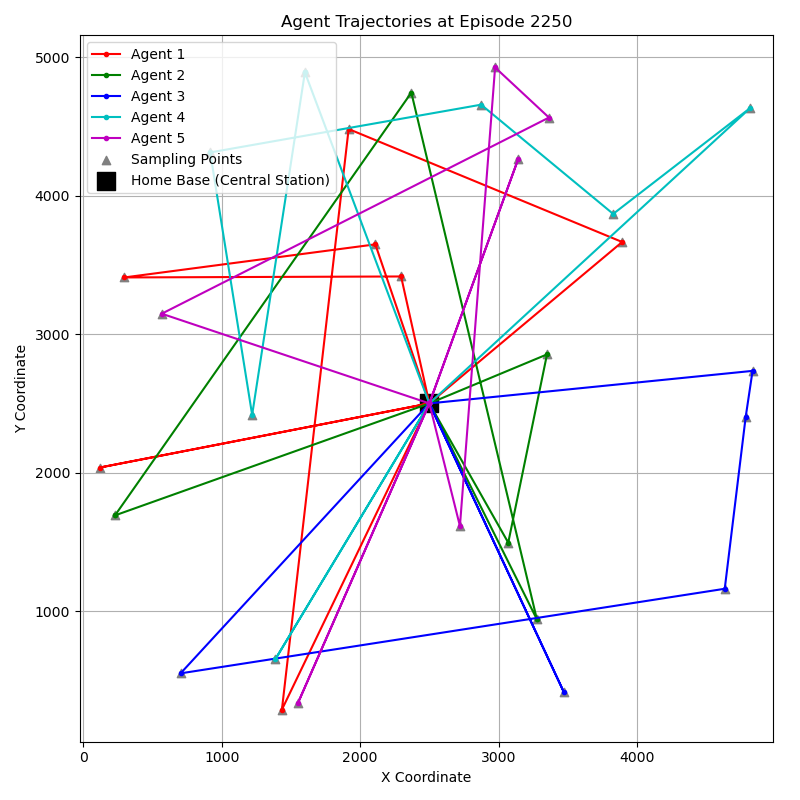 Agent Trajectories at Episode 2250
5000
4000
3000
2000
1000
Y Coordinate
Agent 1
Agent 2
Agent 3
Agent 4
Agent 5
Sampling Points
Home Base (Central Station)
0 1000 2000 3000 4000
X Coordinate